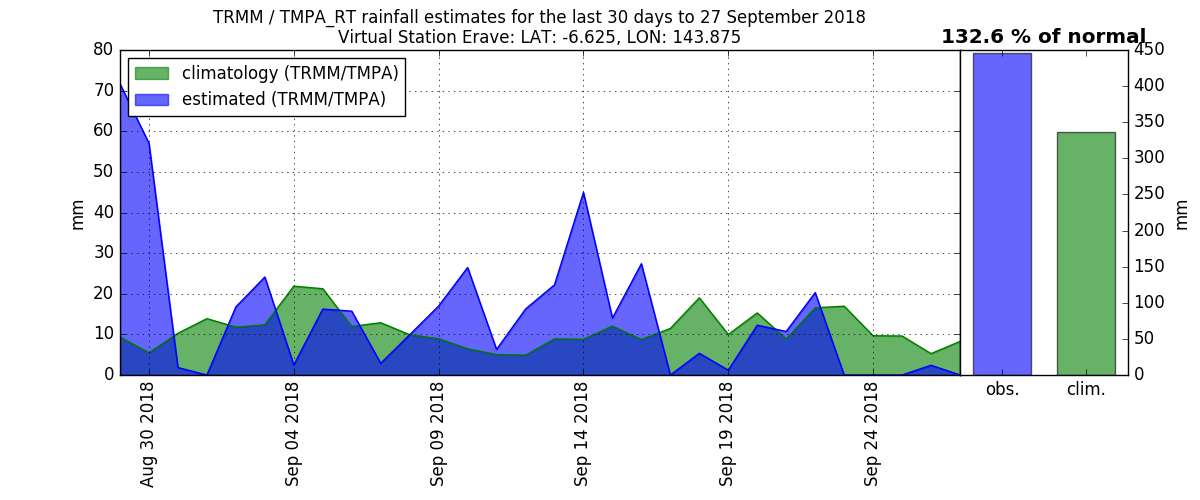 TRMM / TMPA_RT rainfall estimates for the last 30 days to 27 September 2018
Virtual Station Erave: LAT: -6.625, LON: 143.875
132.6 % of normal
climatology (TRMM/TMPA)
estimated (TRMM/TMPA)
80
70
60
50
40
30
20
10
0
mm
Aug 30 2018
Sep 04 2018
Sep 09 2018
Sep 14 2018
Sep 19 2018
Sep 24 2018
450
400
350
300
250
200
150
100
50
0
mm
obs.
clim.